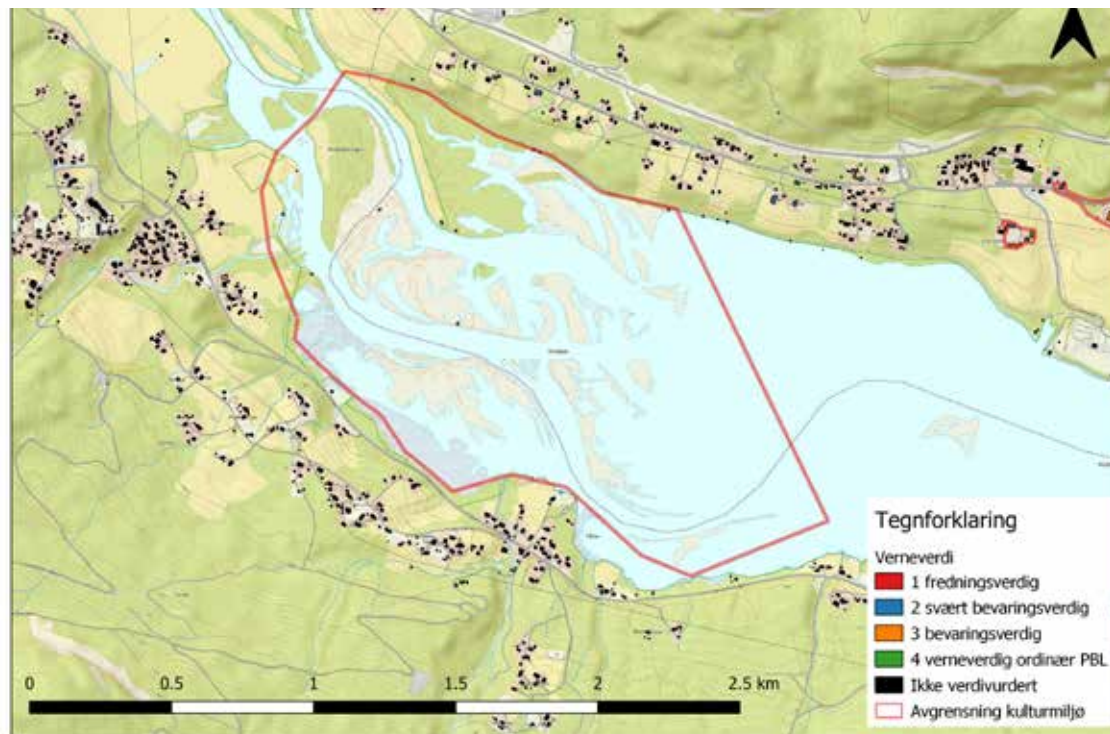 Tegnforklaring
Verneverdi
1 fredningsverdig
2 svært bevaringsverdig
3 bevaringsverdig
4 verneverdig ordinær PBL
Ikke verdivurdert
Avgrensning kulturmiljø
0 0.5 1 1.5 2 2.5 km